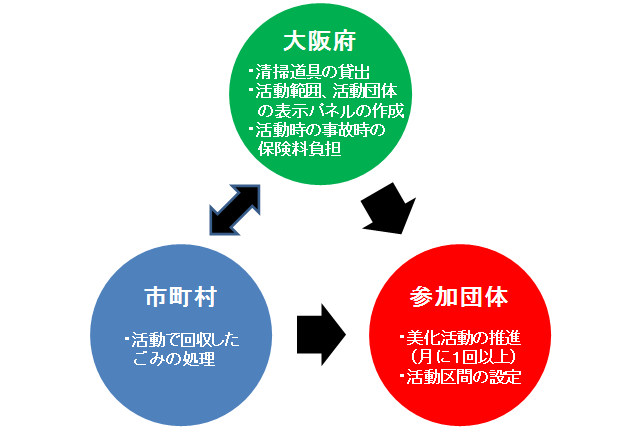 大阪府
・清掃道具の貸出
・活動範囲、活動団体
の表示パネルの作成
・活動時の事故時の
保険料負担
市町村
・活動で回収した
ごみの処理
参加団体
・美化活動の推進
（月に1回以上）
・活動区間の設定